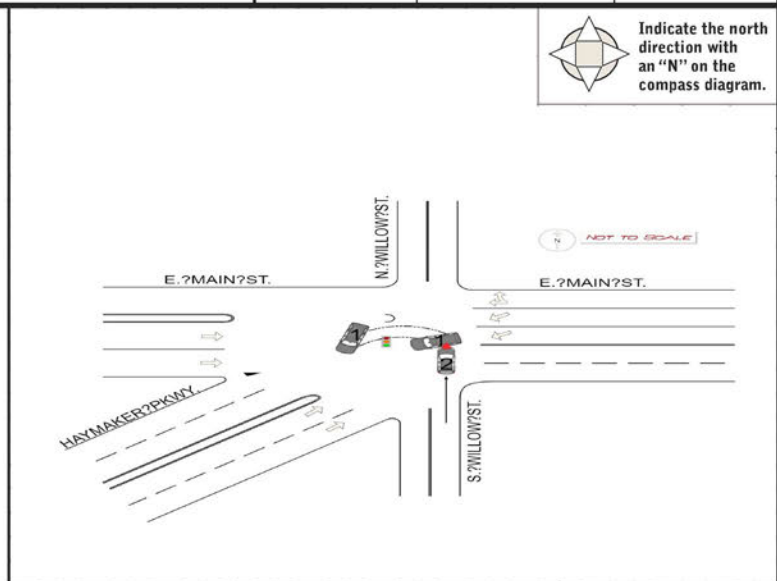 Indicate the north
direction with
an “N” on the
compass diagram.
N.?WILLOW?ST.
N
NOT TO SCALE
E.?MAIN?ST.
E.?MAIN?ST.
1
1
2
HAYMAKER?PKWY.
S.?WILLOW?ST.